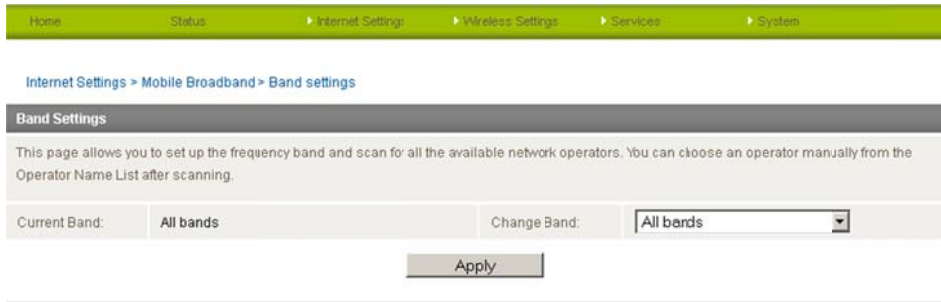 Home Status Internet Settings Wireless Settings Services System
Internet Settings > Mobile Broadband > Band settings
Band Settings
This page allows you to set up the frequency band and scan for all the available network operators. You can choose an operator manually from the
Operator Name List after scanning.
Current Band: All bands Change Band: All bands
Apply